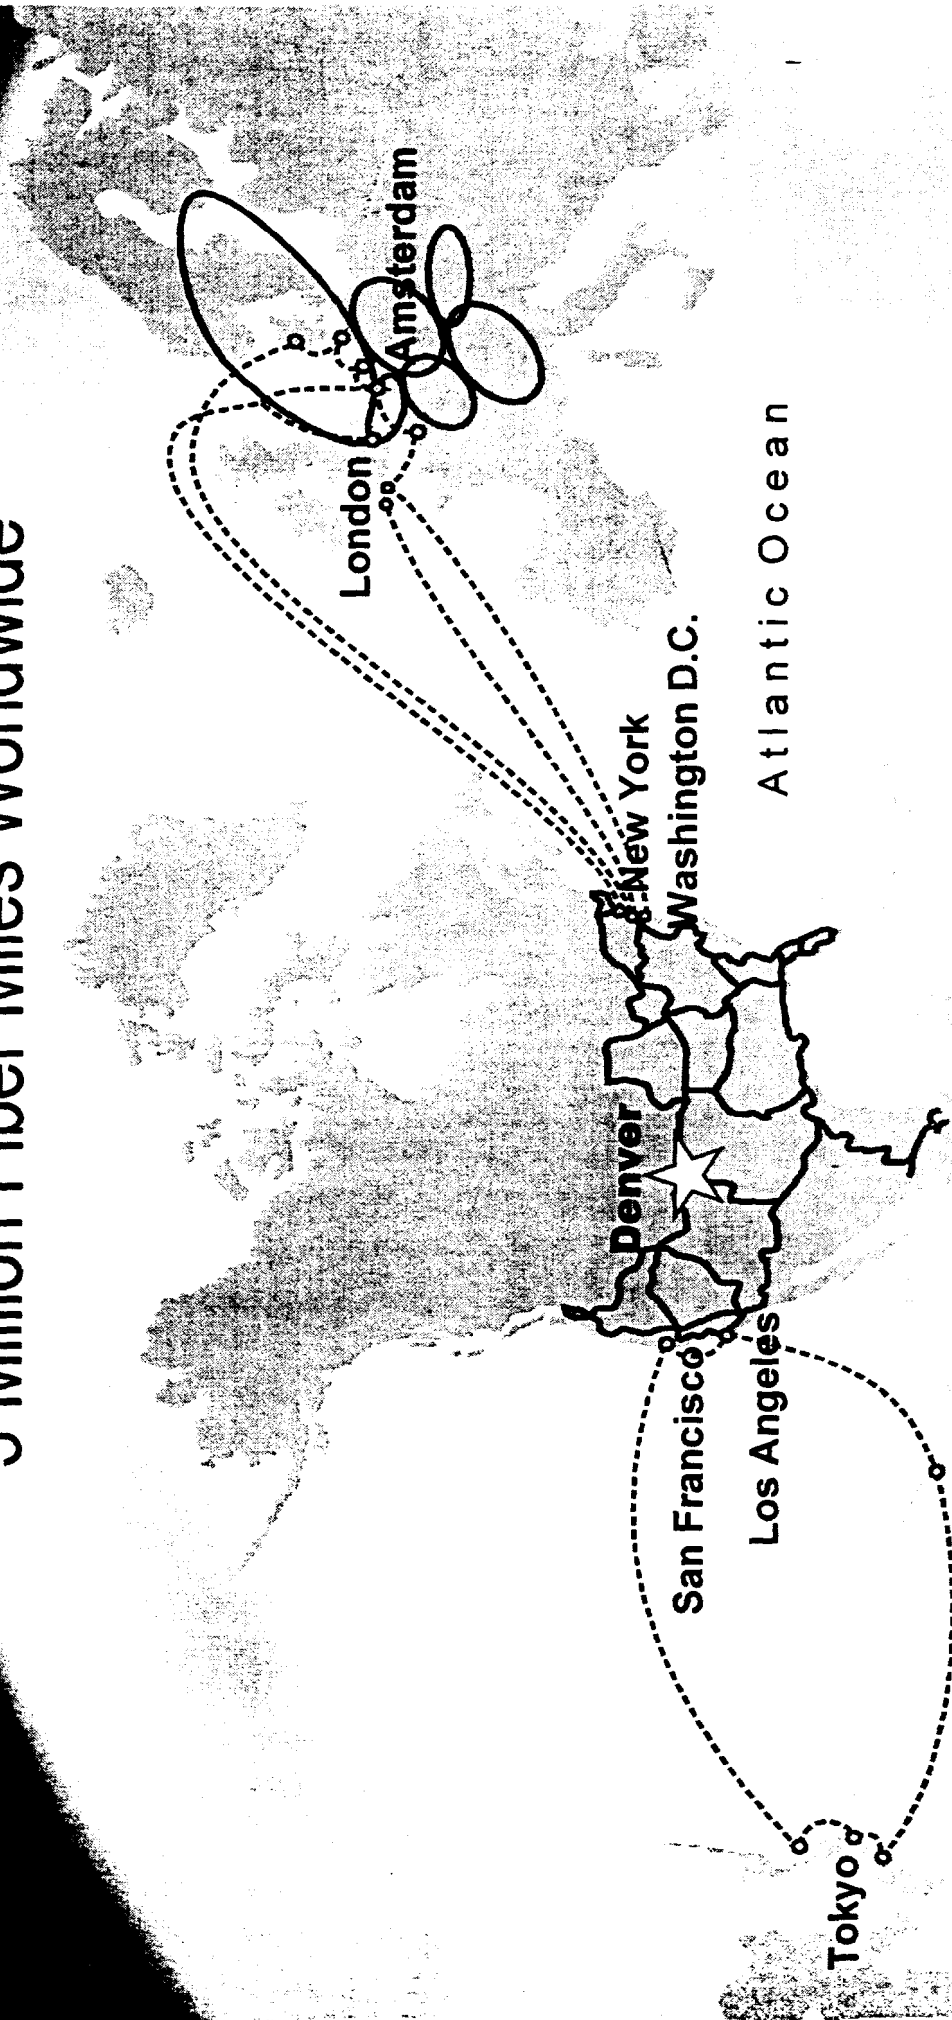 Million Fiber Miles Worldwide
London
Amsterdam
New York
Washington D.C.
Atlantic Ocean
Denver
San Francisco
Los Angeles
Tokyo